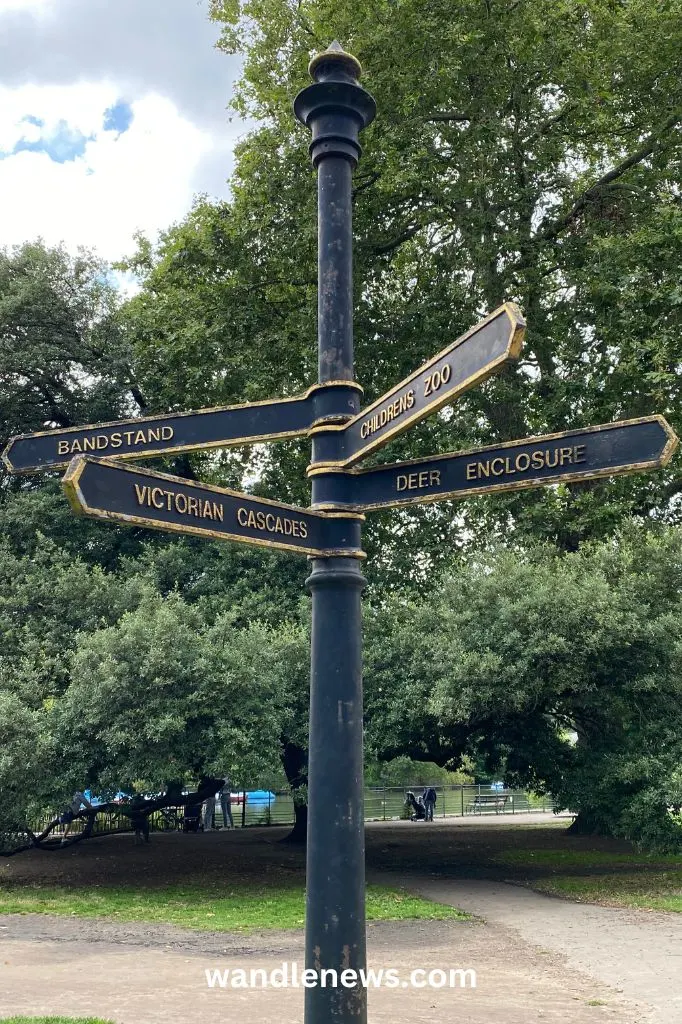 CHILDRENS ZOO
BANDSTAND
DEER ENCLOSURE
VICTORIAN CASCADES
wandlenews.com